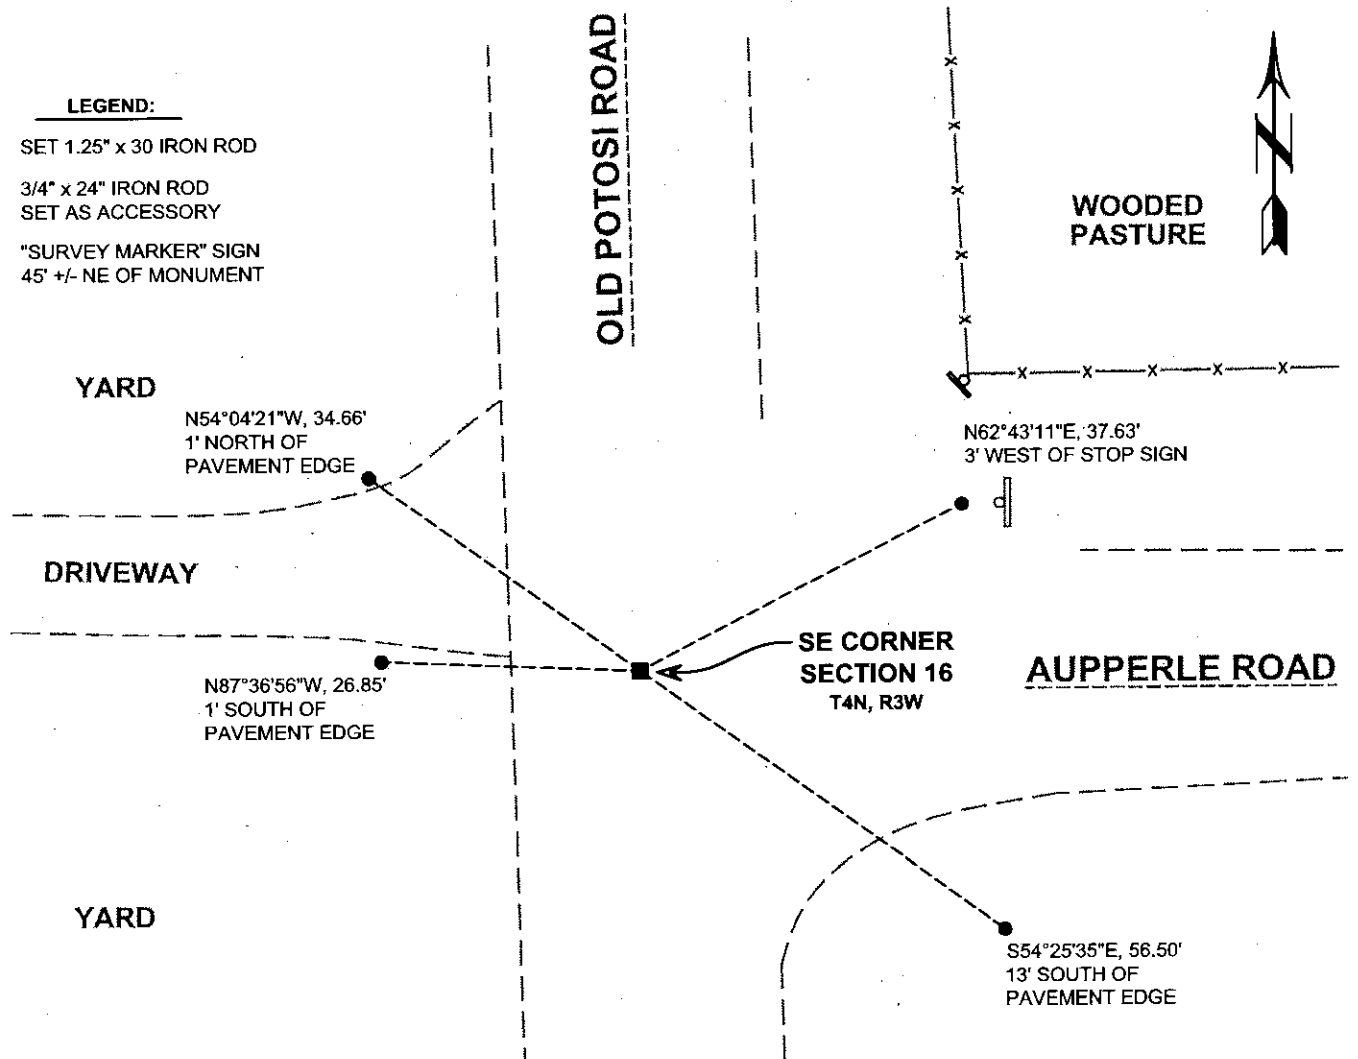 LEGEND:
SET 1.25" x 30 IRON ROD
3/4" x 24" IRON ROD
SET AS ACCESSORY
"SURVEY MARKER" SIGN
45' +/- NE OF MONUMENT
OLD POTOSI ROAD
N
WOODED
PASTURE
YARD
N54°04'21"W, 34.66'
1' NORTH OF
PAVEMENT EDGE
N62°43'11"E, 37.63'
3' WEST OF STOP SIGN
DRIVEWAY
SE CORNER
SECTION 16
T4N, R3W
AUPPERLE ROAD
N87°36'56"W, 26.85'
1' SOUTH OF
PAVEMENT EDGE
YARD
S54°25'35"E, 56.50'
13' SOUTH OF
PAVEMENT EDGE